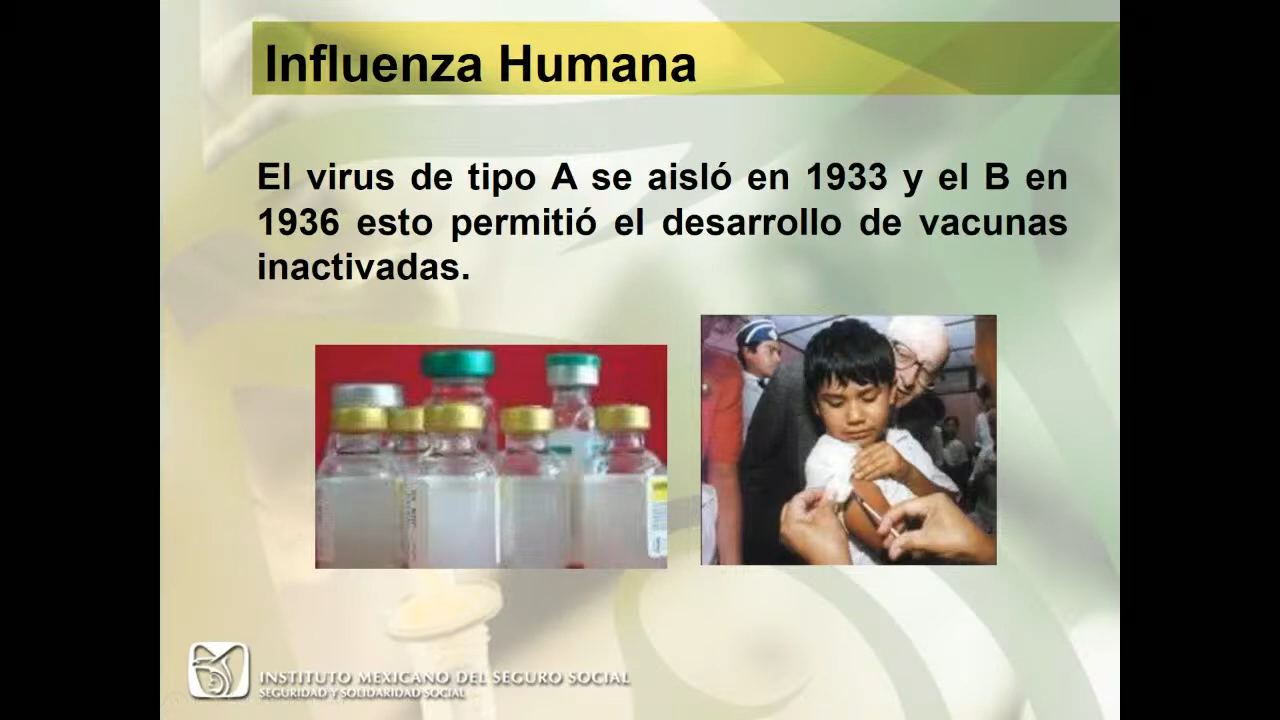 Influenza Humana
El virus de tipo A se aisló en 1933 y el B en
1936 esto permitió el desarrollo de vacunas
inactivadas.
INSTITUTO MEXICANO DEL SEGURO SOCIAL
SEGURIDAD Y SOLIDARIDAD SOCIAL